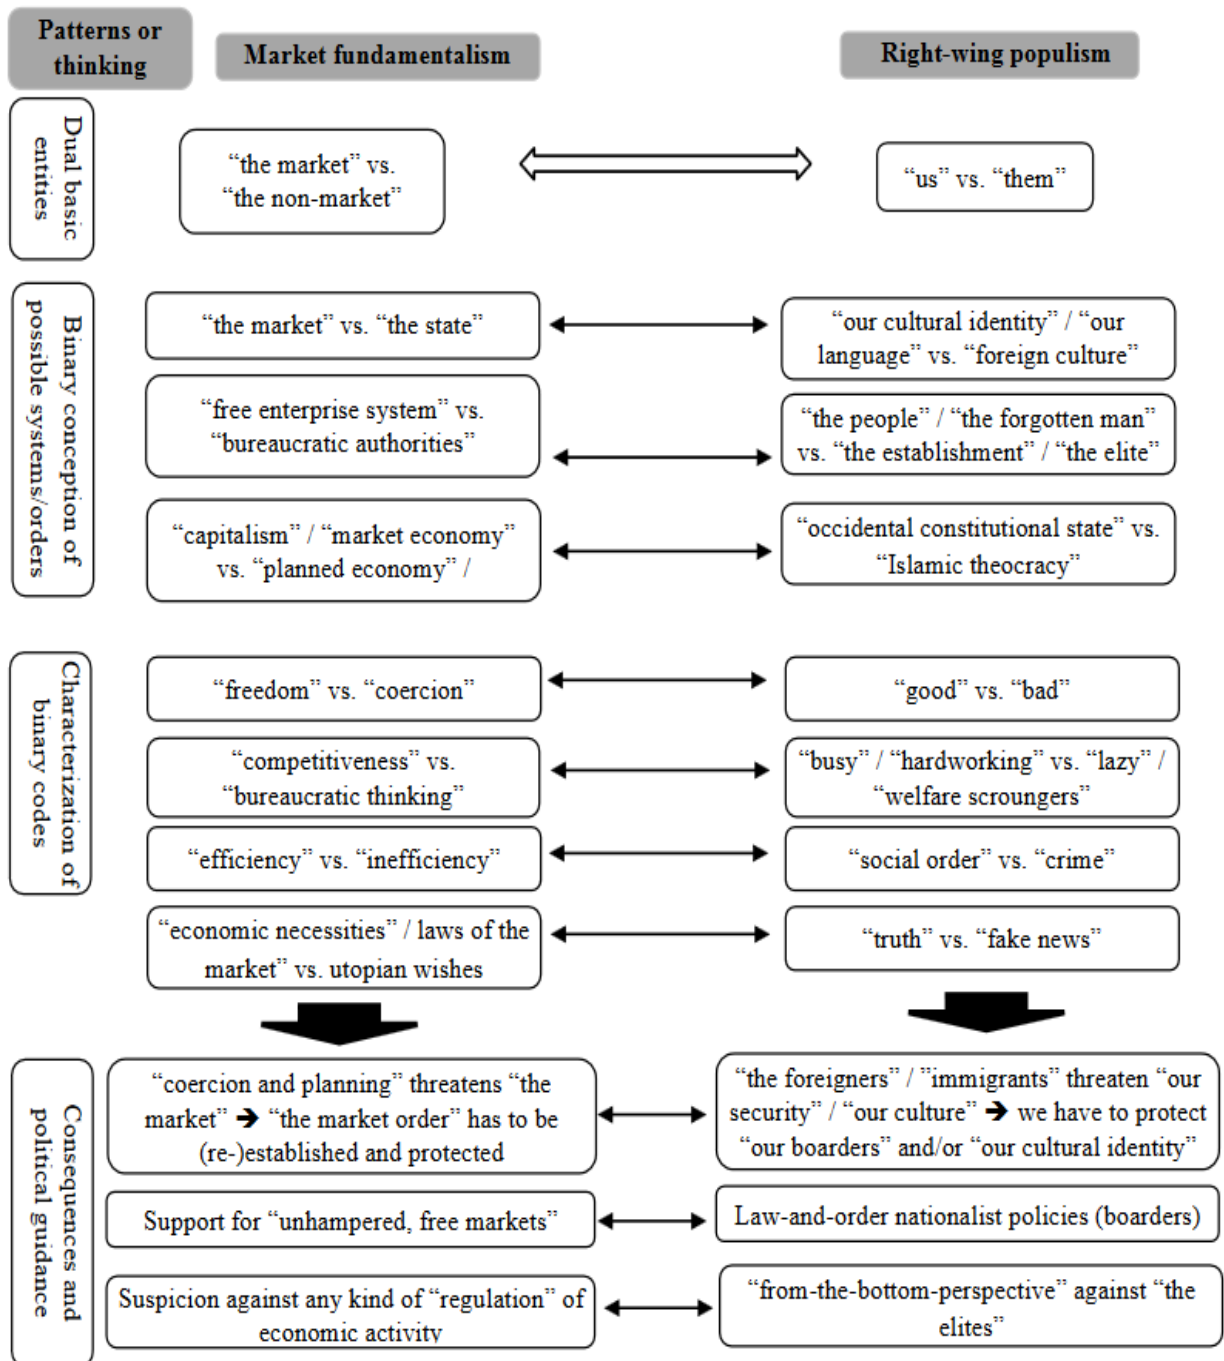 Patterns or
thinking
Market fundamentalism
Right-wing populism
Dual basic
entities
“the market” vs.
“the non-market”
“us” vs. “them”
Binary conception of
possible systems/orders
“the market” vs. “the state”
“our cultural identity” / “our
language” vs. “foreign culture”
“free enterprise system” vs.
“bureaucratic authorities”
“the people” / “the forgotten man”
vs. “the establishment” / “the elite”
“capitalism” / “market economy”
vs. “planned economy” /
“occidental constitutional state” vs.
“Islamic theocracy”
Characterization of
binary codes
“freedom” vs. “coercion”
“good” vs. “bad”
“competitiveness” vs.
“bureaucratic thinking”
“busy” / “hardworking” vs. “lazy” /
“welfare scroungers”
“efficiency” vs. “inefficiency”
“social order” vs. “crime”
“economic necessities” / laws of the
market” vs. utopian wishes
“truth” vs. “fake news”
Consequences and
political guidance
“coercion and planning” threatens “the
market” ➔ “the market order” has to be
(re-)established and protected
“the foreigners” / “immigrants” threaten “our
security” / “our culture” ➔ we have to protect
“our boarders” and/or “our cultural identity”
Support for “unhampered, free markets”
Law-and-order nationalist policies (boarders)
Suspicion against any kind of “regulation” of
economic activity
“from-the-bottom-perspective” against “the
elites”